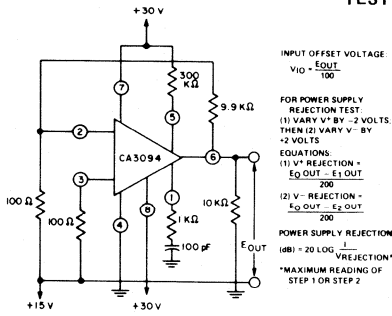 TEST
+30 V
300
KΩ
9.9 KΩ
7
5
2
6
CA3094
3
1
4
8
100 Ω
100 Ω
1 KΩ
10 KΩ
100 pF
EOUT
+15 V
+30 V
INPUT OFFSET VOLTAGE:
VIO = EOUT
100
FOR POWER SUPPLY
REJECTION TEST:
(1) VARY V+ BY −2 VOLTS;
THEN (2) VARY V− BY
+2 VOLTS
EQUATIONS:
(1) V+ REJECTION =
E0 OUT − E1 OUT
200
(2) V− REJECTION =
E0 OUT − E2 OUT
200
POWER SUPPLY REJECTION
(dB) = 20 LOG 1
VREJECTION*
*MAXIMUM READING OF
STEP 1 OR STEP 2